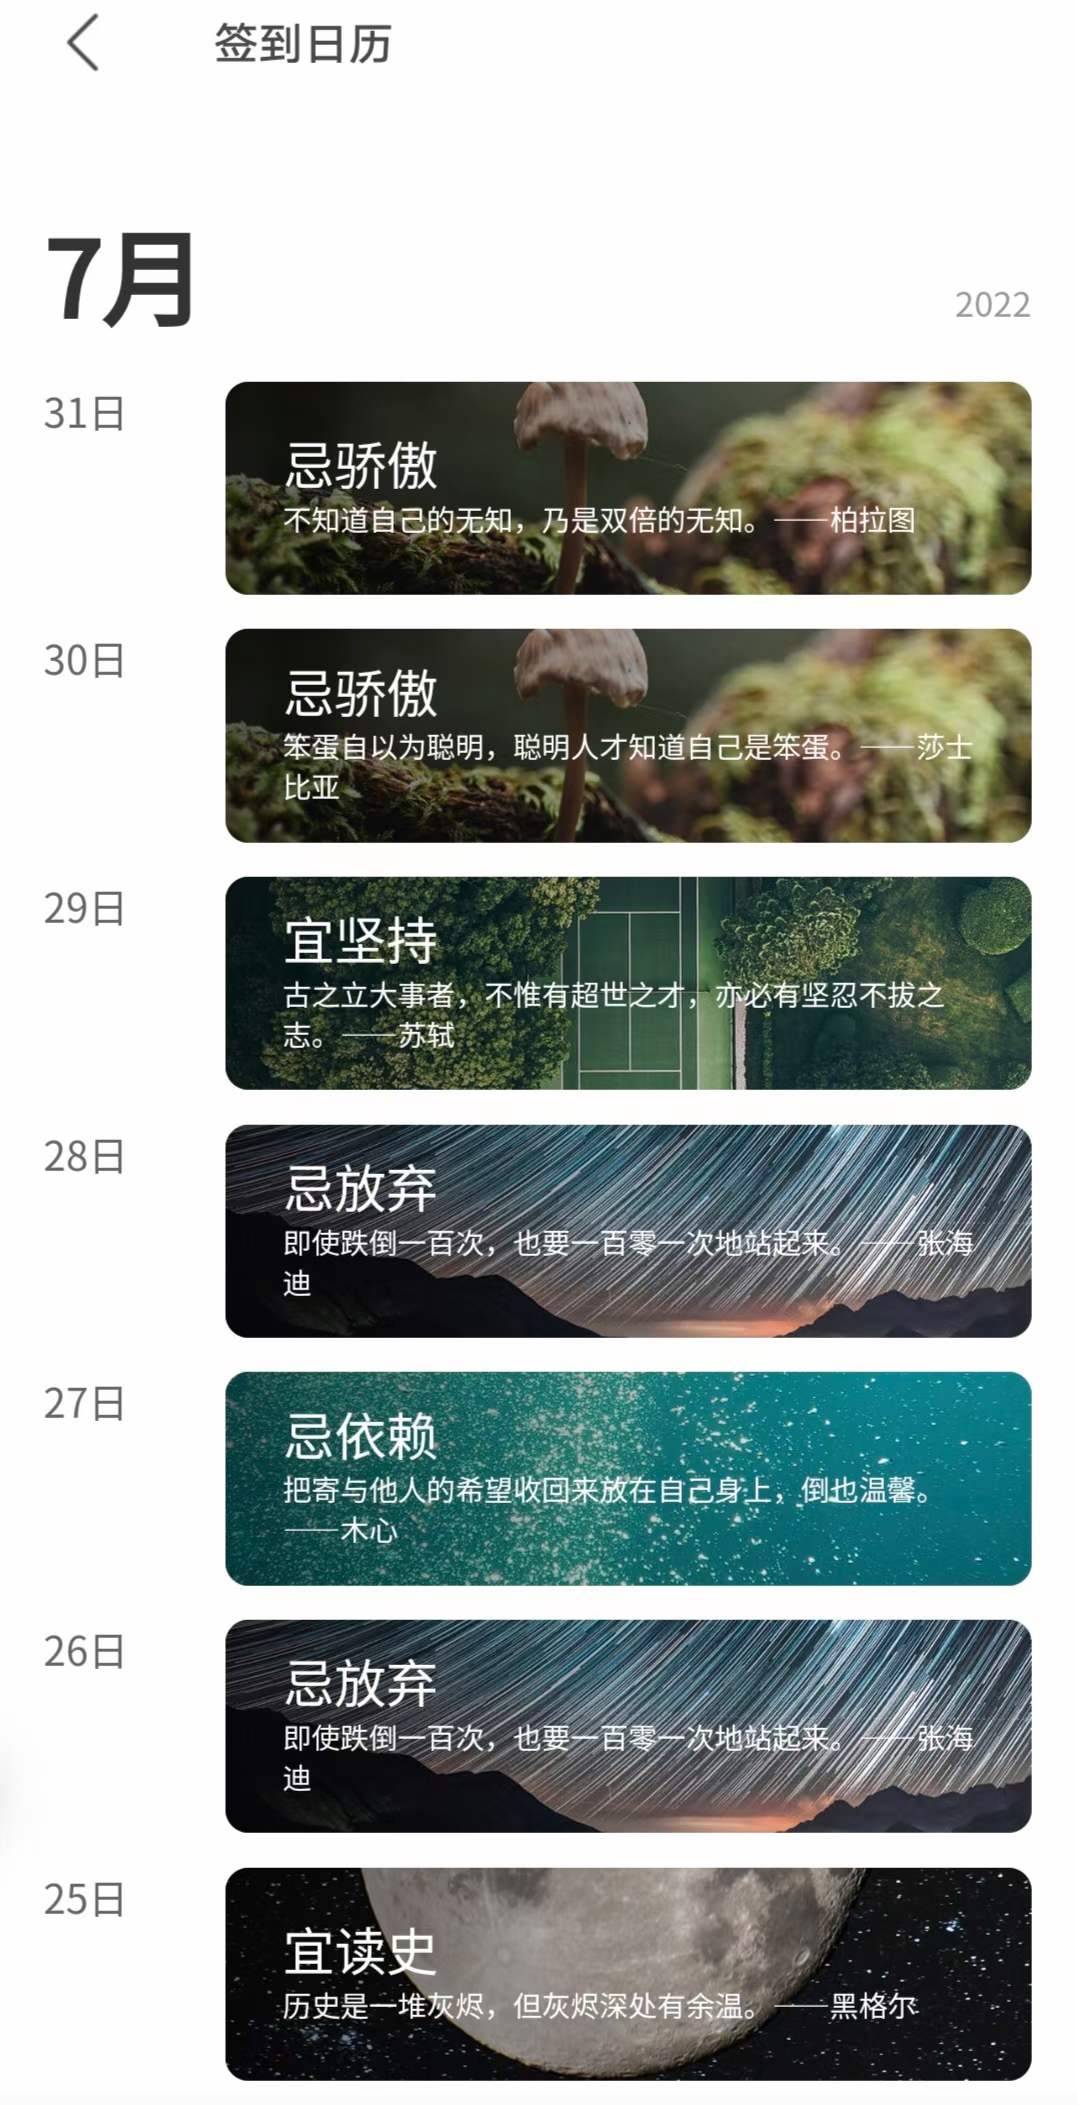 签到日历
7月
2022
31日
忌骄傲
不知道自己的无知，乃是双倍的无知。——柏拉图
30日
忌骄傲
笨蛋自以为聪明，聪明人才知道自己是笨蛋。——莎士
比亚
29日
宜坚持
古之立大事者，不惟有超世之才，亦必有坚忍不拔之
志。——苏轼
28日
忌放弃
即使跌倒一百次，也要一百零一次地站起来。——张海
迪
27日
忌依赖
把寄与他人的希望收回来放在自己身上，倒也温馨。
——木心
26日
忌放弃
即使跌倒一百次，也要一百零一次地站起来。——张海
迪
25日
宜读史
历史是一堆灰烬，但灰烬深处有余温。——黑格尔